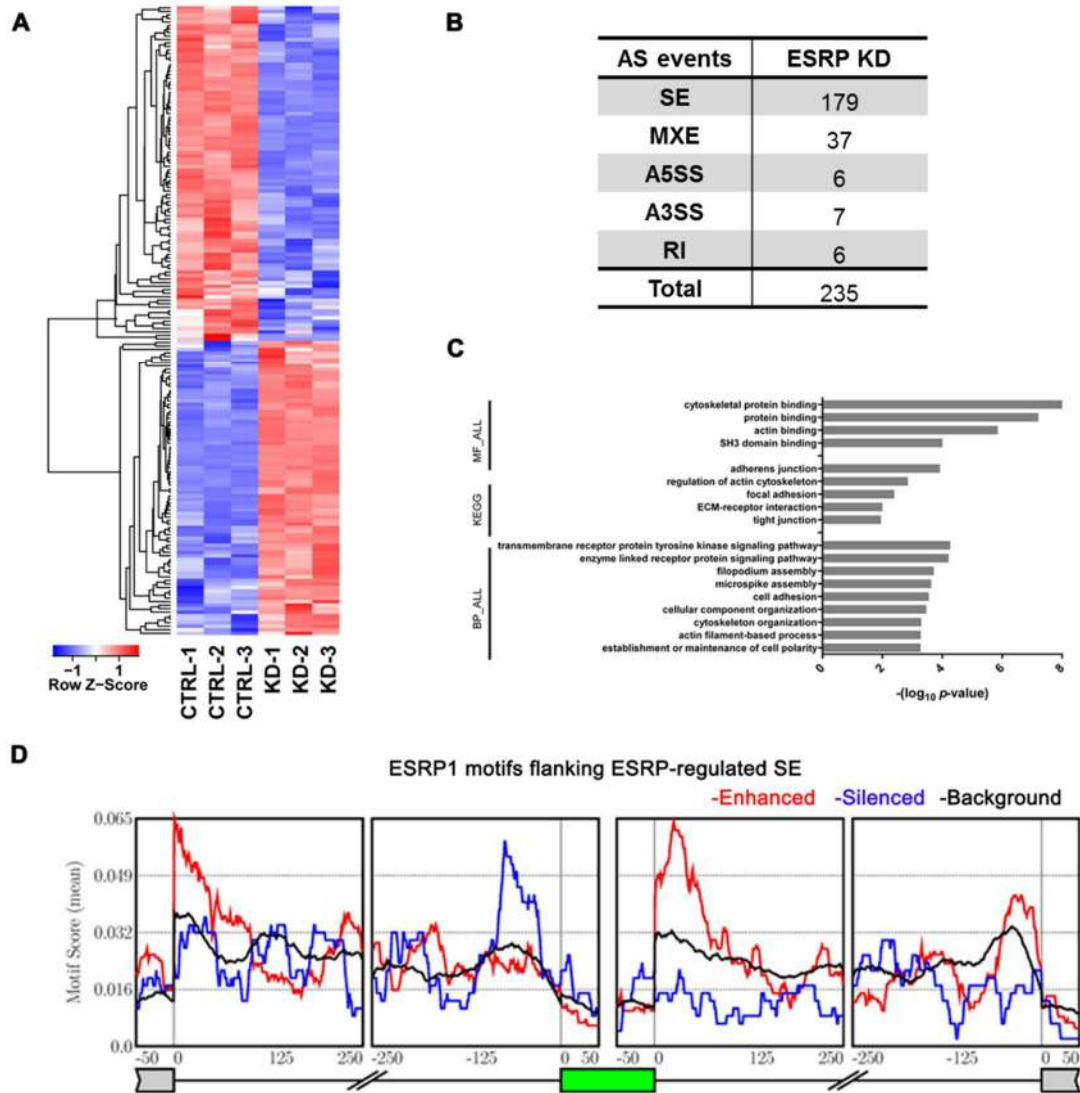 A
−1
1
Row Z−Score
CTRL-1
CTRL-2
CTRL-3
KD-1
KD-2
KD-3
B
AS events ESRP KD
SE 179
MXE 37
A5SS 6
A3SS 7
RI 6
Total 235
C
MF_ALL
cytoskeletal protein binding
protein binding
actin binding
SH3 domain binding
KEGG
adherens junction
regulation of actin cytoskeleton
focal adhesion
ECM-receptor interaction
tight junction
BP_ALL
transmembrane receptor protein tyrosine kinase signaling pathway
enzyme linked receptor protein signaling pathway
filopodium assembly
microspike assembly
cell adhesion
cellular component organization
cytoskeleton organization
actin filament-based process
establishment or maintenance of cell polarity
0 2 4 6 8
-(log10 p-value)
D
ESRP1 motifs flanking ESRP-regulated SE
-Enhanced -Silenced -Background
Motif Score (mean)
0.065
0.049
0.032
0.016
0.0
-50 0 125 250 -250 -125 0 50 -50 0 125 250 -250 -125 0 50